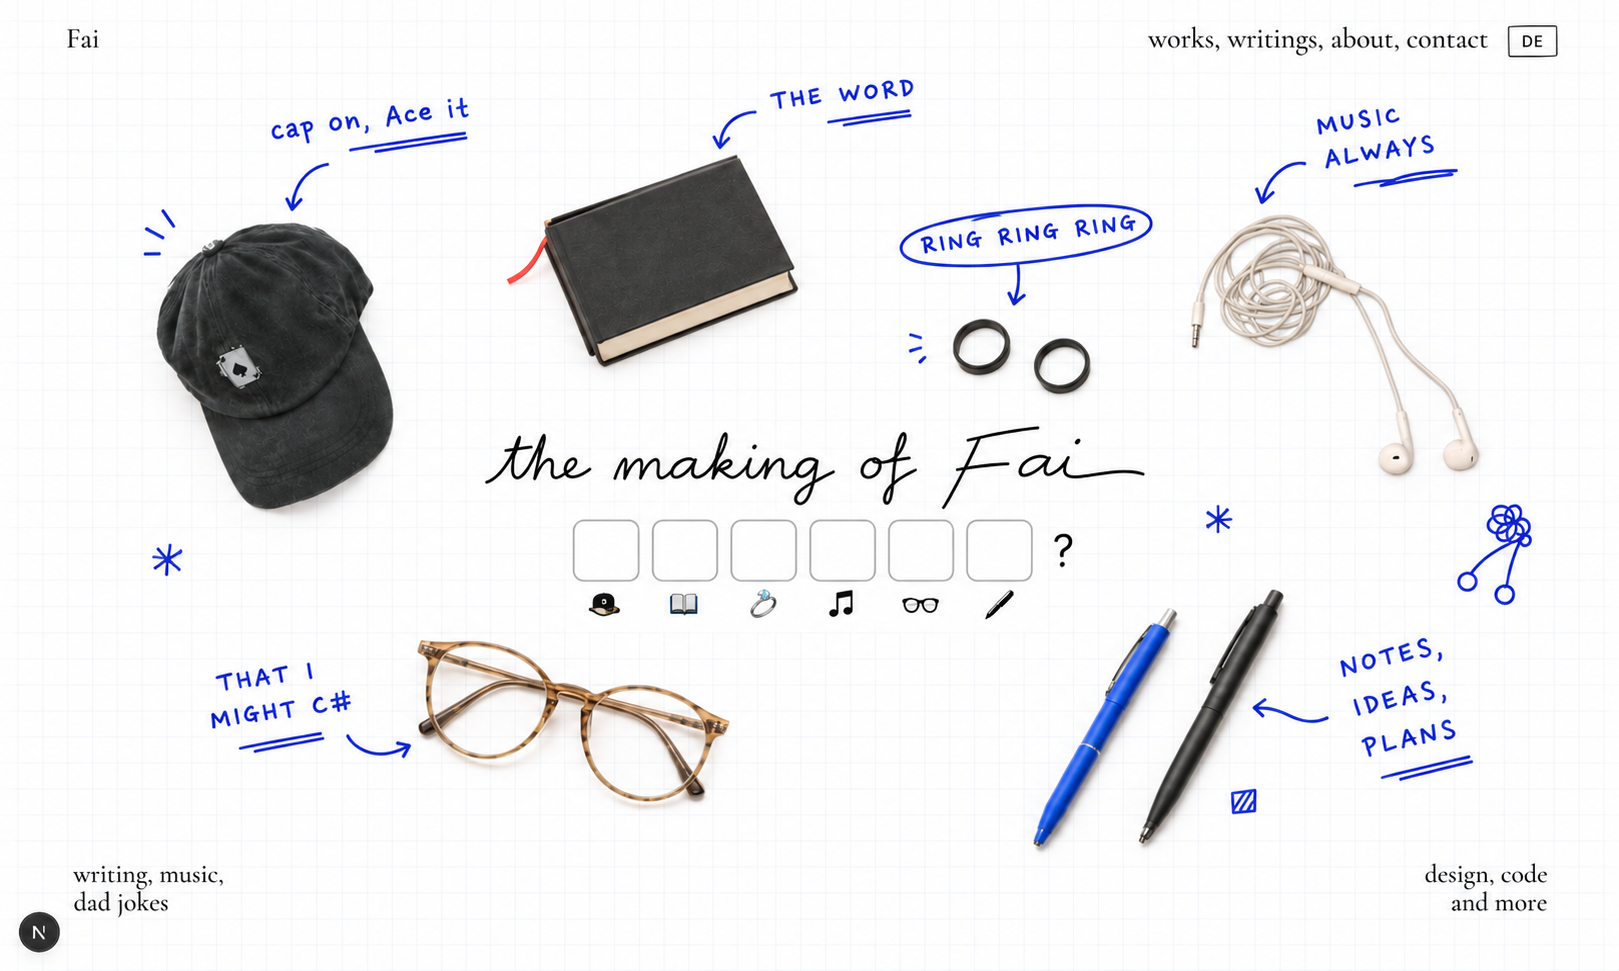 Fai
works, writings, about, contact
DE
cap on, Ace it
THE WORD
MUSIC
ALWAYS
RING RING RING
the making of Fai
?
THAT I
MIGHT C#
NOTES,
IDEAS,
PLANS
writing, music,
dad jokes
design, code
and more
N